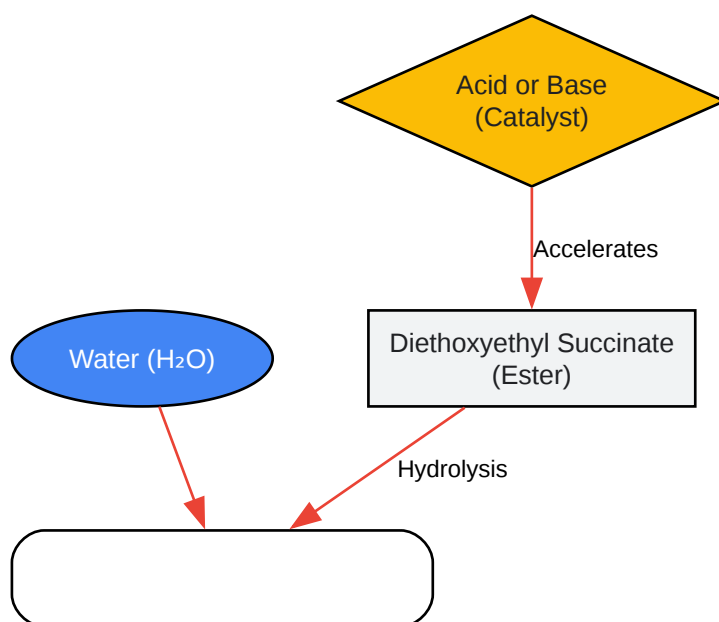 Acid or Base
(Catalyst)
Accelerates
Water (H₂O)
Diethoxyethyl Succinate
(Ester)
Hydrolysis